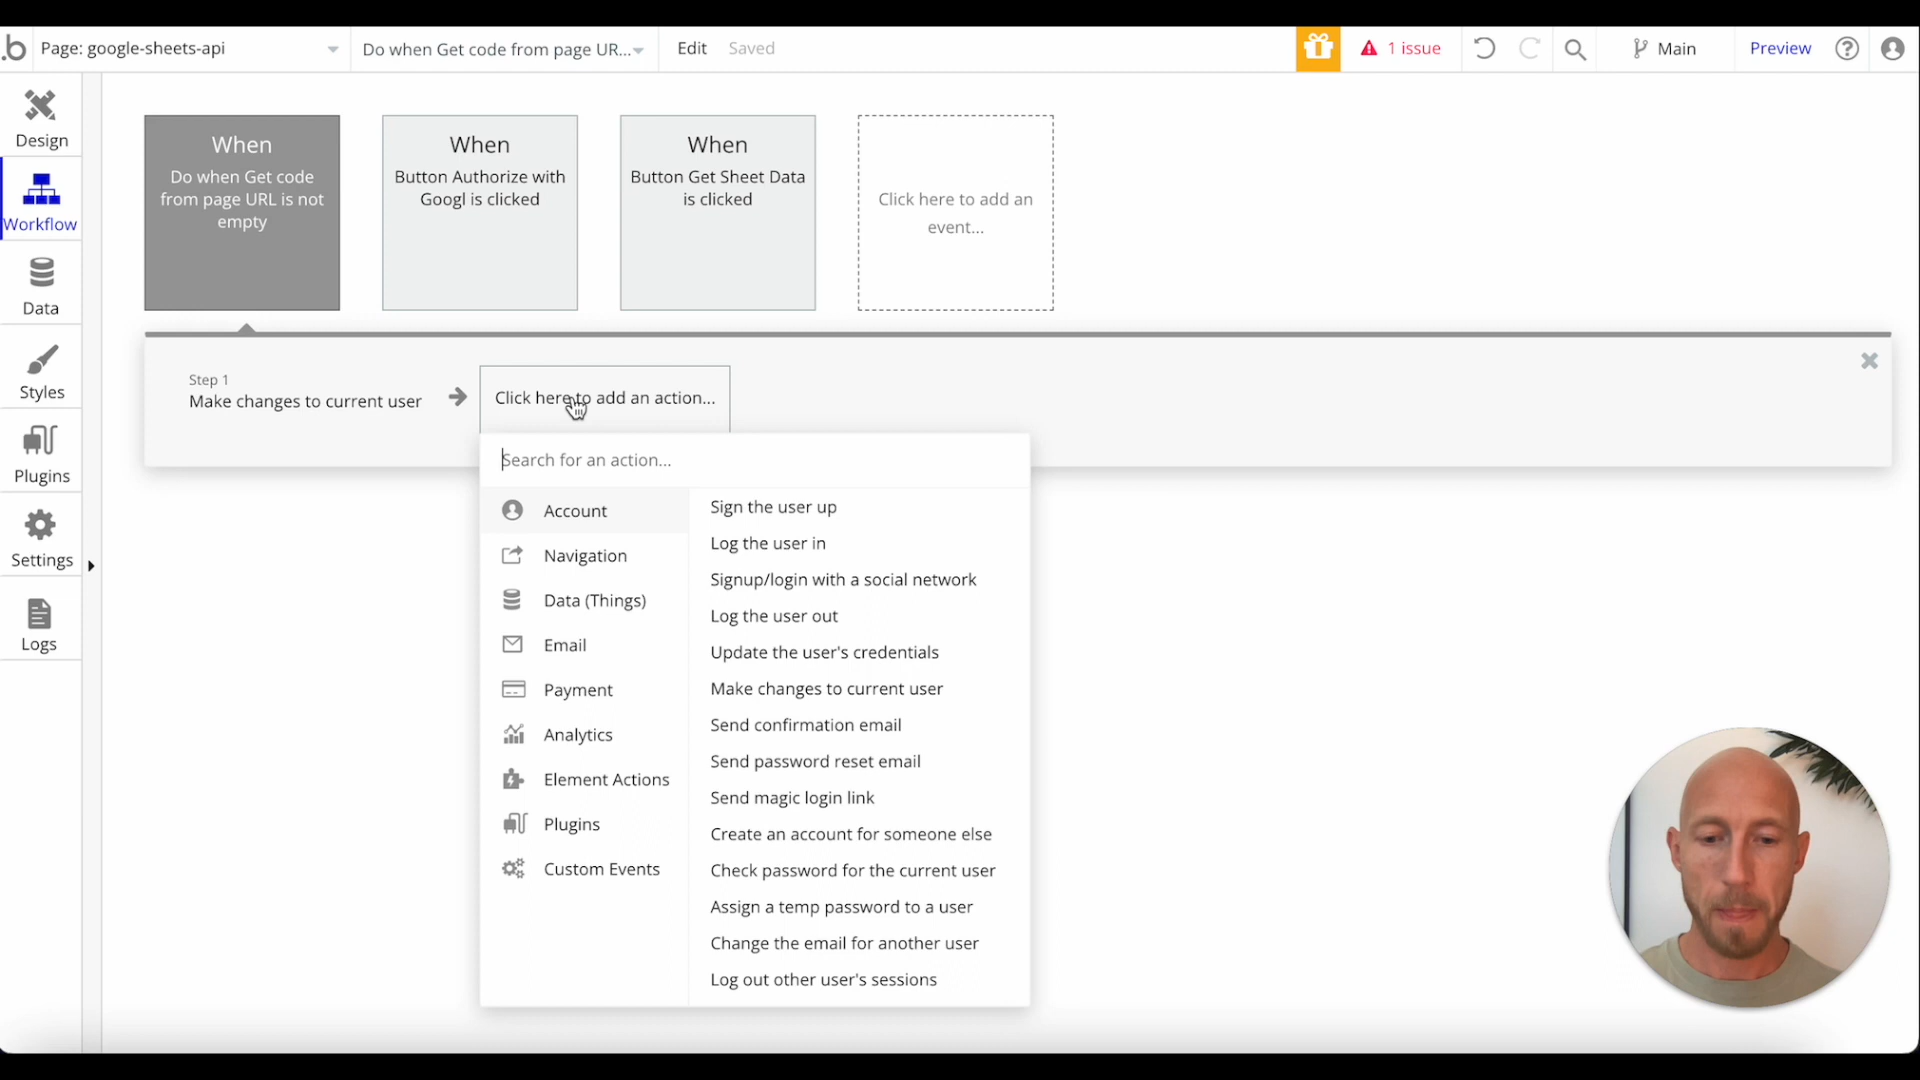 Page: google-sheets-api
Do when Get code from page UR...
Edit
Saved
1 issue
Main
Preview
Design
Workflow
Data
Styles
Plugins
Settings
Logs
When
Do when Get code
from page URL is not
empty
When
Button Authorize with
Googl is clicked
When
Button Get Sheet Data
is clicked
Click here to add an
event...
Step 1
Make changes to current user
Click here to add an action...
Search for an action...
Account
Navigation
Data (Things)
Email
Payment
Analytics
Element Actions
Plugins
Custom Events
Sign the user up
Log the user in
Signup/login with a social network
Log the user out
Update the user's credentials
Make changes to current user
Send confirmation email
Send password reset email
Send magic login link
Create an account for someone else
Check password for the current user
Assign a temp password to a user
Change the email for another user
Log out other user's sessions